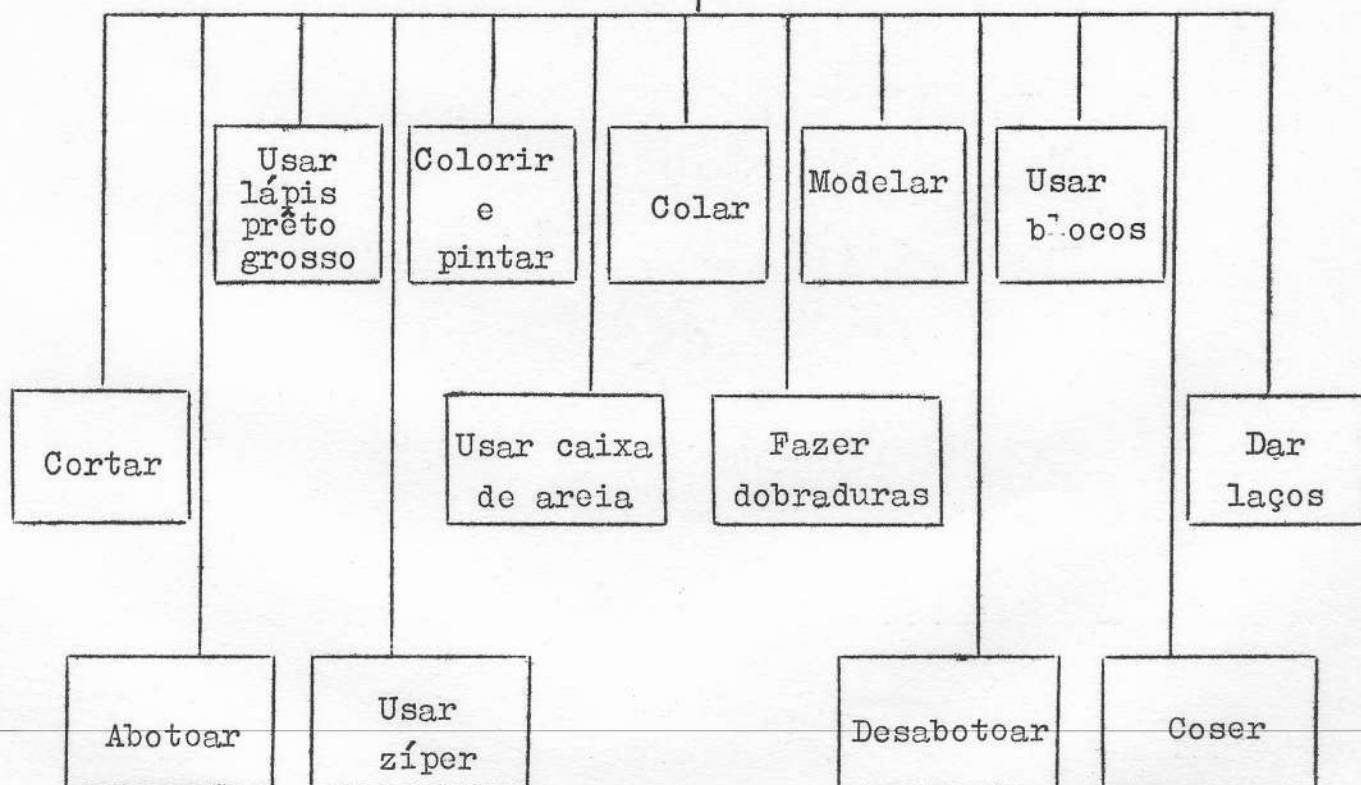 Usar
lápis
prêto
grosso
Colorir
e
pintar
Colar
Modelar
Usar
blocos
Cortar
Usar caixa
de areia
Fazer
dobraduras
Dar
laços
Abotoar
Usar
zíper
Desabotoar
Coser